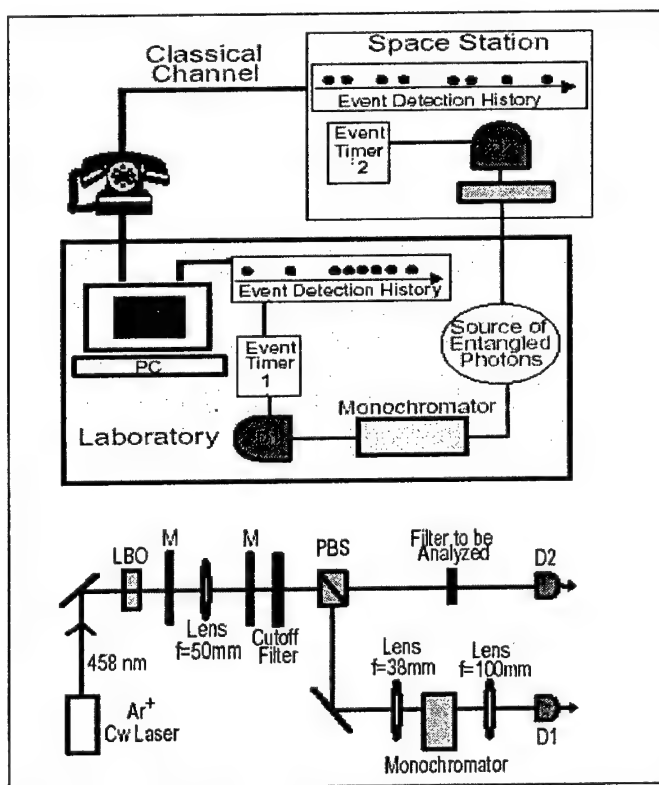 Classical
Channel
Space Station
Event Detection History
Event
Timer
2
Event Detection History
PC
Event
Timer
1
Source of
Entangled
Photons
Monochromator
Laboratory
LBO
M
M
PBS
Filter to be
Analyzed
D2
Lens
f=50mm
Cutoff
Filter
458 nm
Lens
f=38mm
Lens
f=100mm
Ar+
Cw Laser
Monochromator
D1